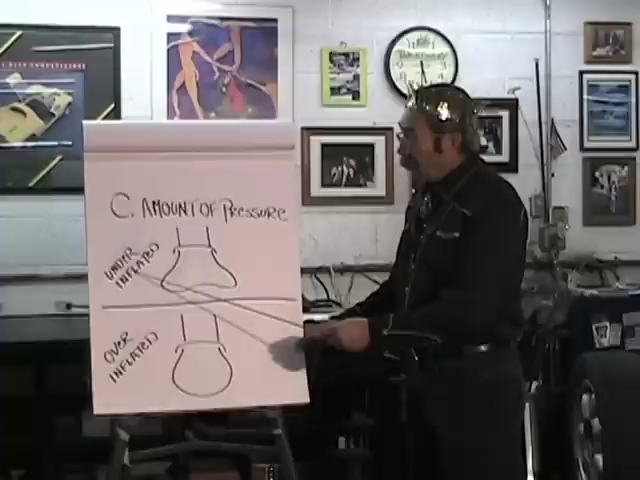 C. AMOUNT OF PRESSURE
UNDER
INFLATED
OVER
INFLATED